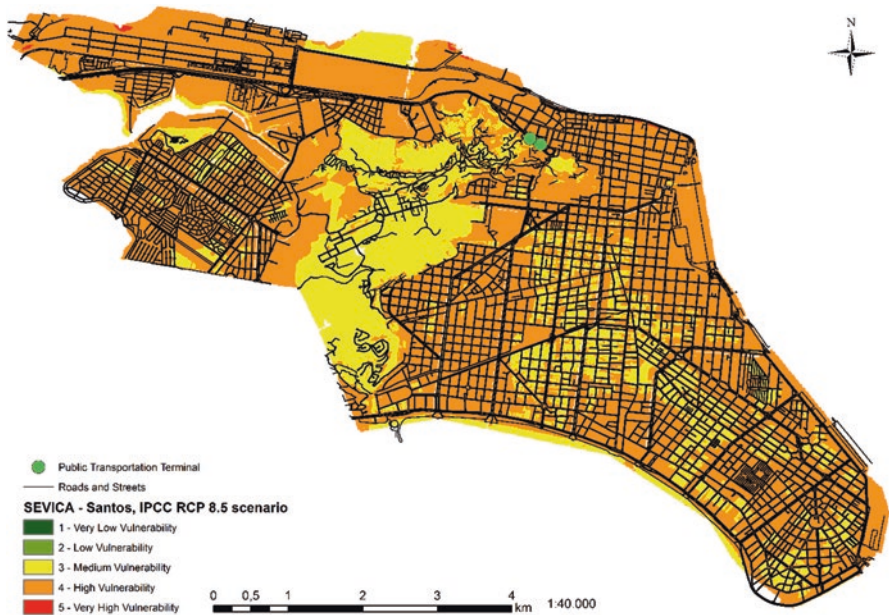 N
Public Transportation Terminal
Roads and Streets
SEVICA - Santos, IPCC RCP 8.5 scenario
1 - Very Low Vulnerability
2 - Low Vulnerability
3 - Medium Vulnerability
4 - High Vulnerability
5 - Very High Vulnerability
0 0,5 1 2 3 4
km
1:40.000